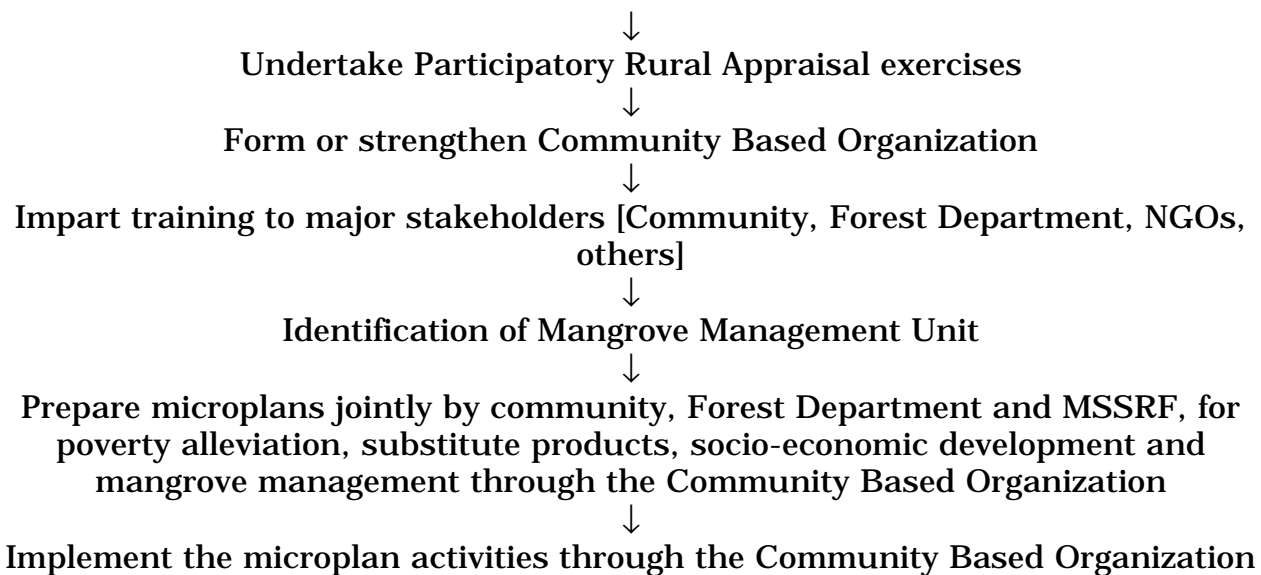 ↓
Undertake Participatory Rural Appraisal exercises
↓
Form or strengthen Community Based Organization
↓
Impart training to major stakeholders [Community, Forest Department, NGOs,
others]
↓
Identification of Mangrove Management Unit
↓
Prepare microplans jointly by community, Forest Department and MSSRF, for
poverty alleviation, substitute products, socio-economic development and
mangrove management through the Community Based Organization
↓
Implement the microplan activities through the Community Based Organization